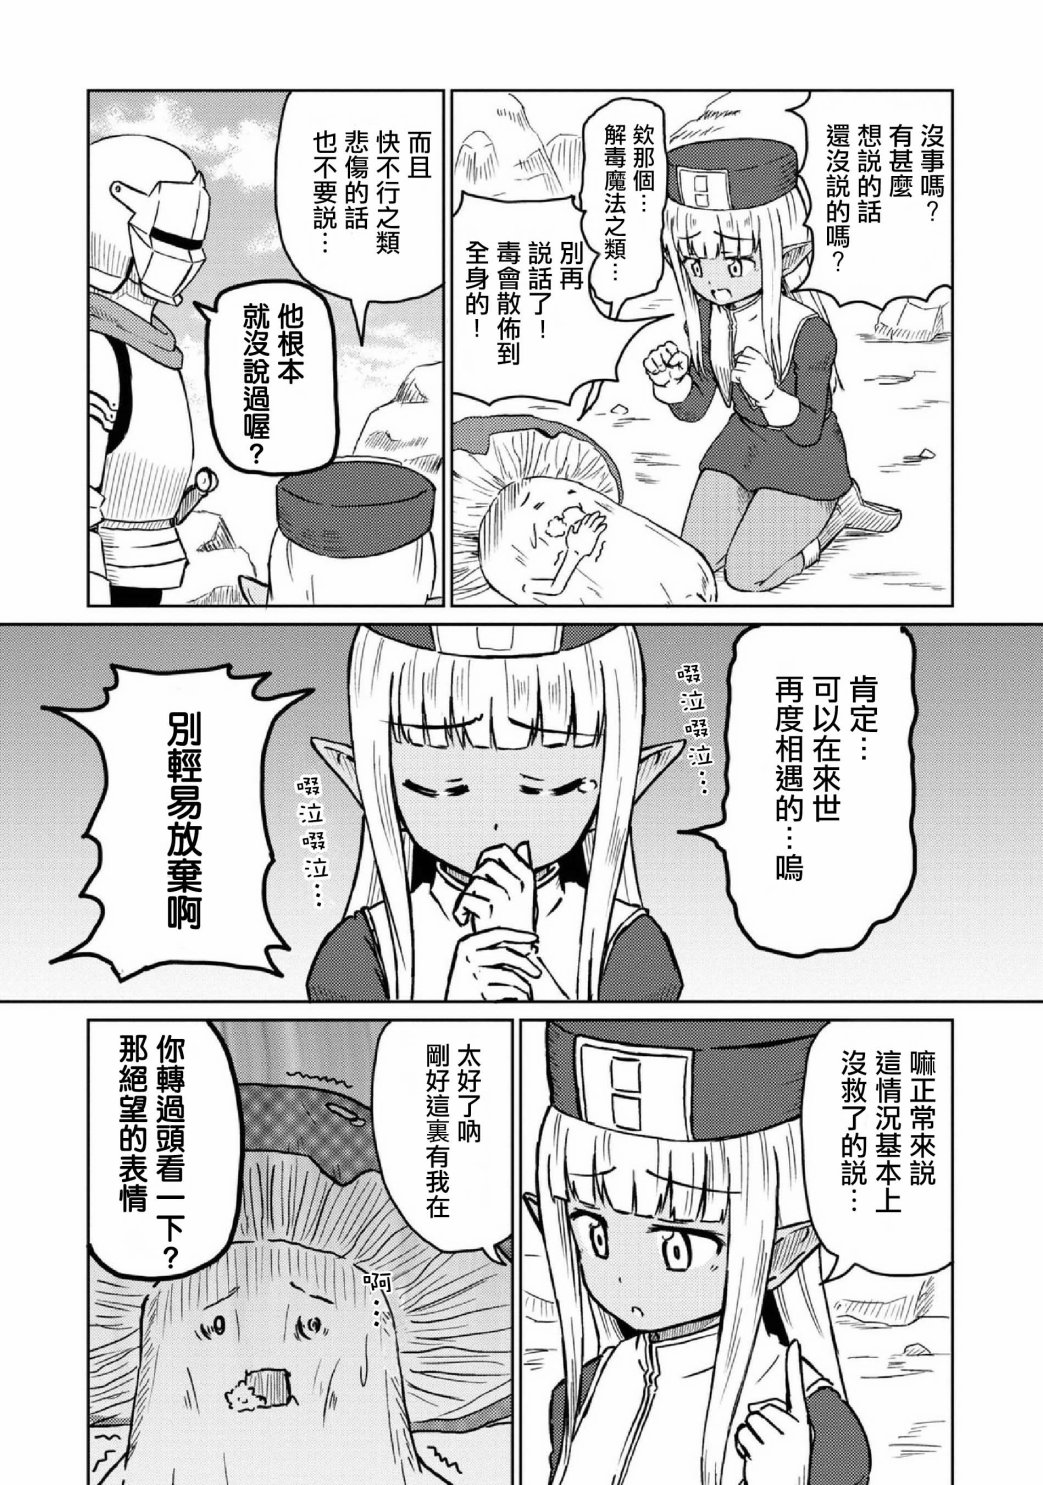 沒事嗎?
有甚麼
想説的話
還沒説的嗎?
欸那個…
解毒魔法之類…
別再
説話了!
毒會散佈到
全身的!
而且
快不行之類
悲傷的話
也不要説…
他根本
就沒說過喔?
肯定…
可以在來世
再度相遇的…嗚
啜泣啜泣…
啜泣啜泣…
別輕易放棄啊
嘛正常來説
這情況基本上
沒救了的説…
太好了吶
剛好這裏有我在
你轉過頭看一下?
那絕望的表情
啊…